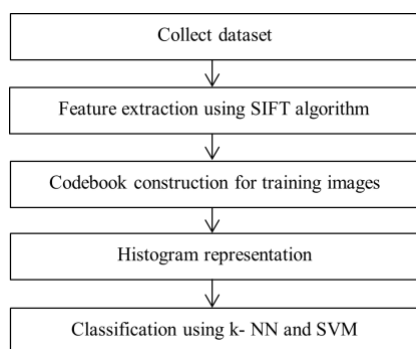 Collect dataset
Feature extraction using SIFT algorithm
Codebook construction for training images
Histogram representation
Classification using k- NN and SVM